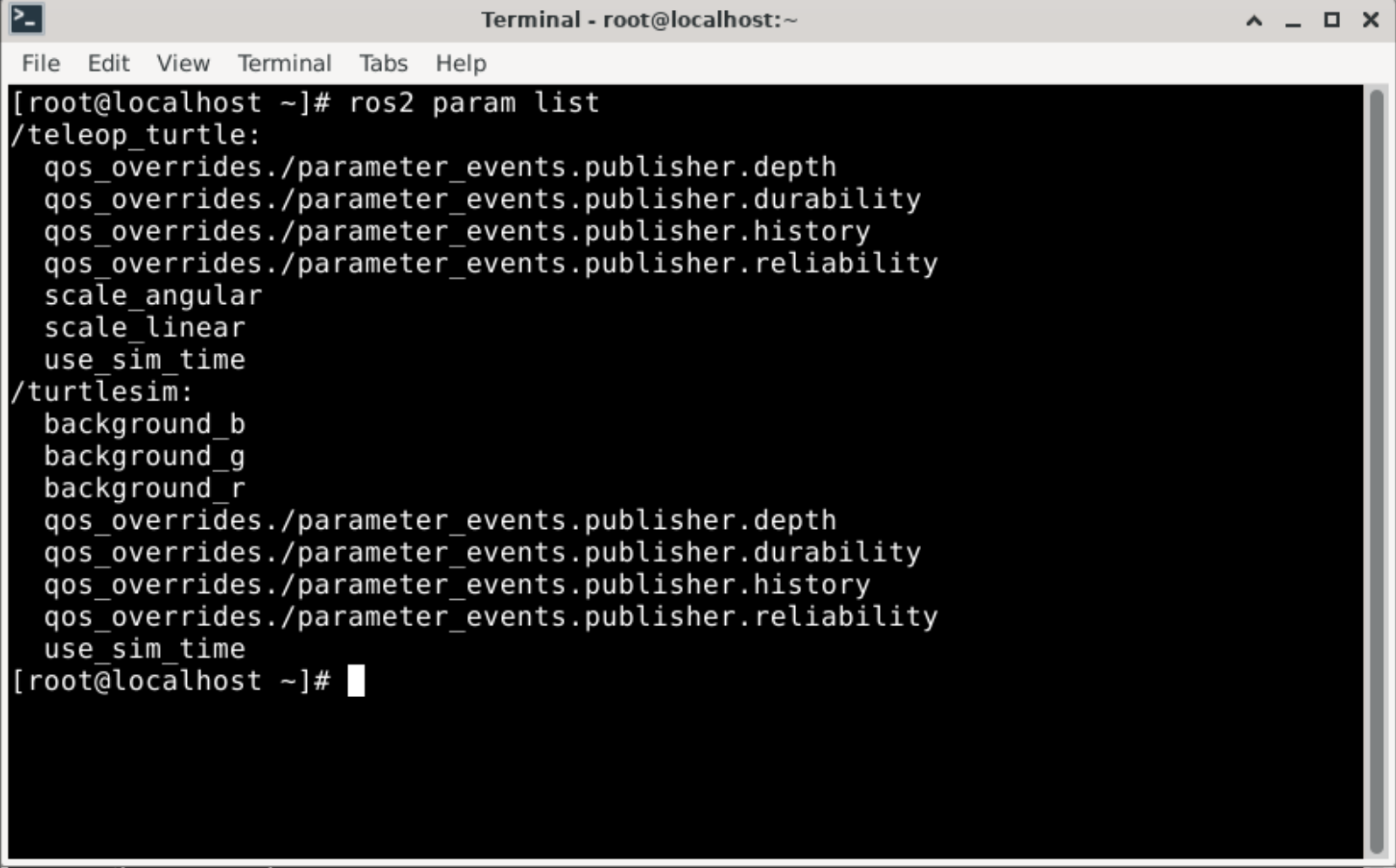 Terminal - root@localhost:~
File Edit View Terminal Tabs Help
[root@localhost ~]# ros2 param list
/teleop_turtle:
  qos_overrides./parameter_events.publisher.depth
  qos_overrides./parameter_events.publisher.durability
  qos_overrides./parameter_events.publisher.history
  qos_overrides./parameter_events.publisher.reliability
  scale_angular
  scale_linear
  use_sim_time
/turtlesim:
  background_b
  background_g
  background_r
  qos_overrides./parameter_events.publisher.depth
  qos_overrides./parameter_events.publisher.durability
  qos_overrides./parameter_events.publisher.history
  qos_overrides./parameter_events.publisher.reliability
  use_sim_time
[root@localhost ~]#